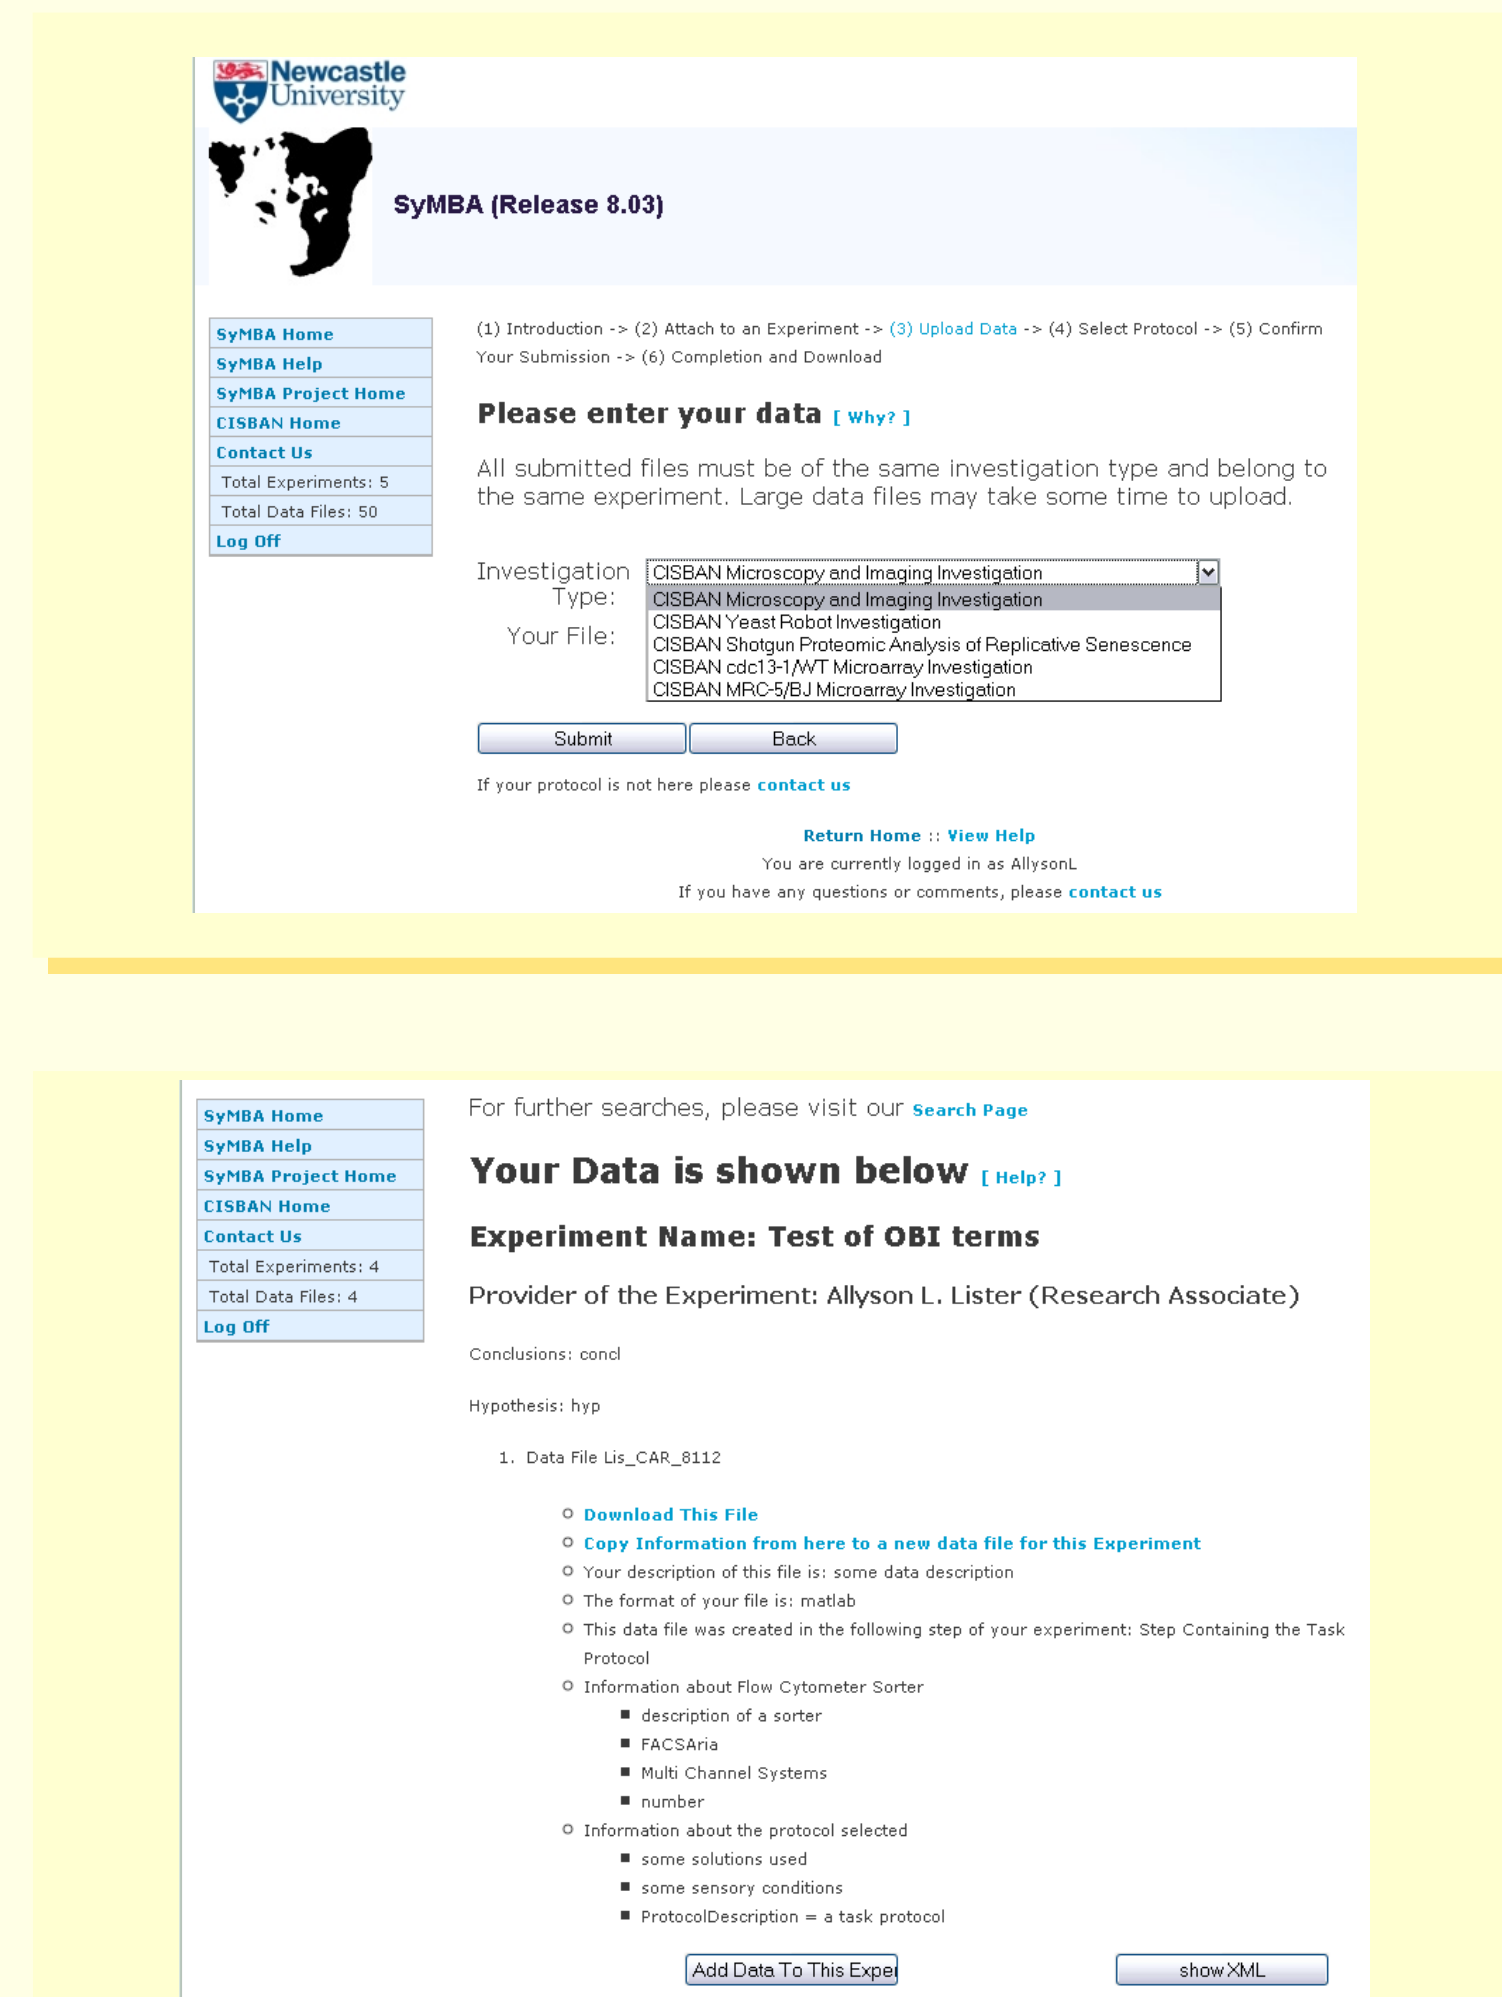 Newcastle
University
SyMBA (Release 8.03)
SyMBA Home
SyMBA Help
SyMBA Project Home
CISBAN Home
Contact Us
Total Experiments: 5
Total Data Files: 50
Log Off
(1) Introduction -> (2) Attach to an Experiment -> (3) Upload Data -> (4) Select Protocol -> (5) Confirm
Your Submission -> (6) Completion and Download
Please enter your data [ Why? ]
All submitted files must be of the same investigation type and belong to
the same experiment. Large data files may take some time to upload.
Investigation
Type:
CISBAN Microscopy and Imaging Investigation
CISBAN Microscopy and Imaging Investigation
CISBAN Yeast Robot Investigation
CISBAN Shotgun Proteomic Analysis of Replicative Senescence
CISBAN cdc13-1/WT Microarray Investigation
CISBAN MRC-5/BJ Microarray Investigation
Your File:
Submit
Back
If your protocol is not here please contact us
Return Home :: View Help
You are currently logged in as AllysonL
If you have any questions or comments, please contact us
SyMBA Home
SyMBA Help
SyMBA Project Home
CISBAN Home
Contact Us
Total Experiments: 4
Total Data Files: 4
Log Off
For further searches, please visit our Search Page
Your Data is shown below [ Help? ]
Experiment Name: Test of OBI terms
Provider of the Experiment: Allyson L. Lister (Research Associate)
Conclusions: concl
Hypothesis: hyp
1. Data File Lis_CAR_8112
Download This File
Copy Information from here to a new data file for this Experiment
Your description of this file is: some data description
The format of your file is: matlab
This data file was created in the following step of your experiment: Step Containing the Task
Protocol
Information about Flow Cytometer Sorter
description of a sorter
FACSAria
Multi Channel Systems
number
Information about the protocol selected
some solutions used
some sensory conditions
ProtocolDescription = a task protocol
Add Data To This Exper
show XML